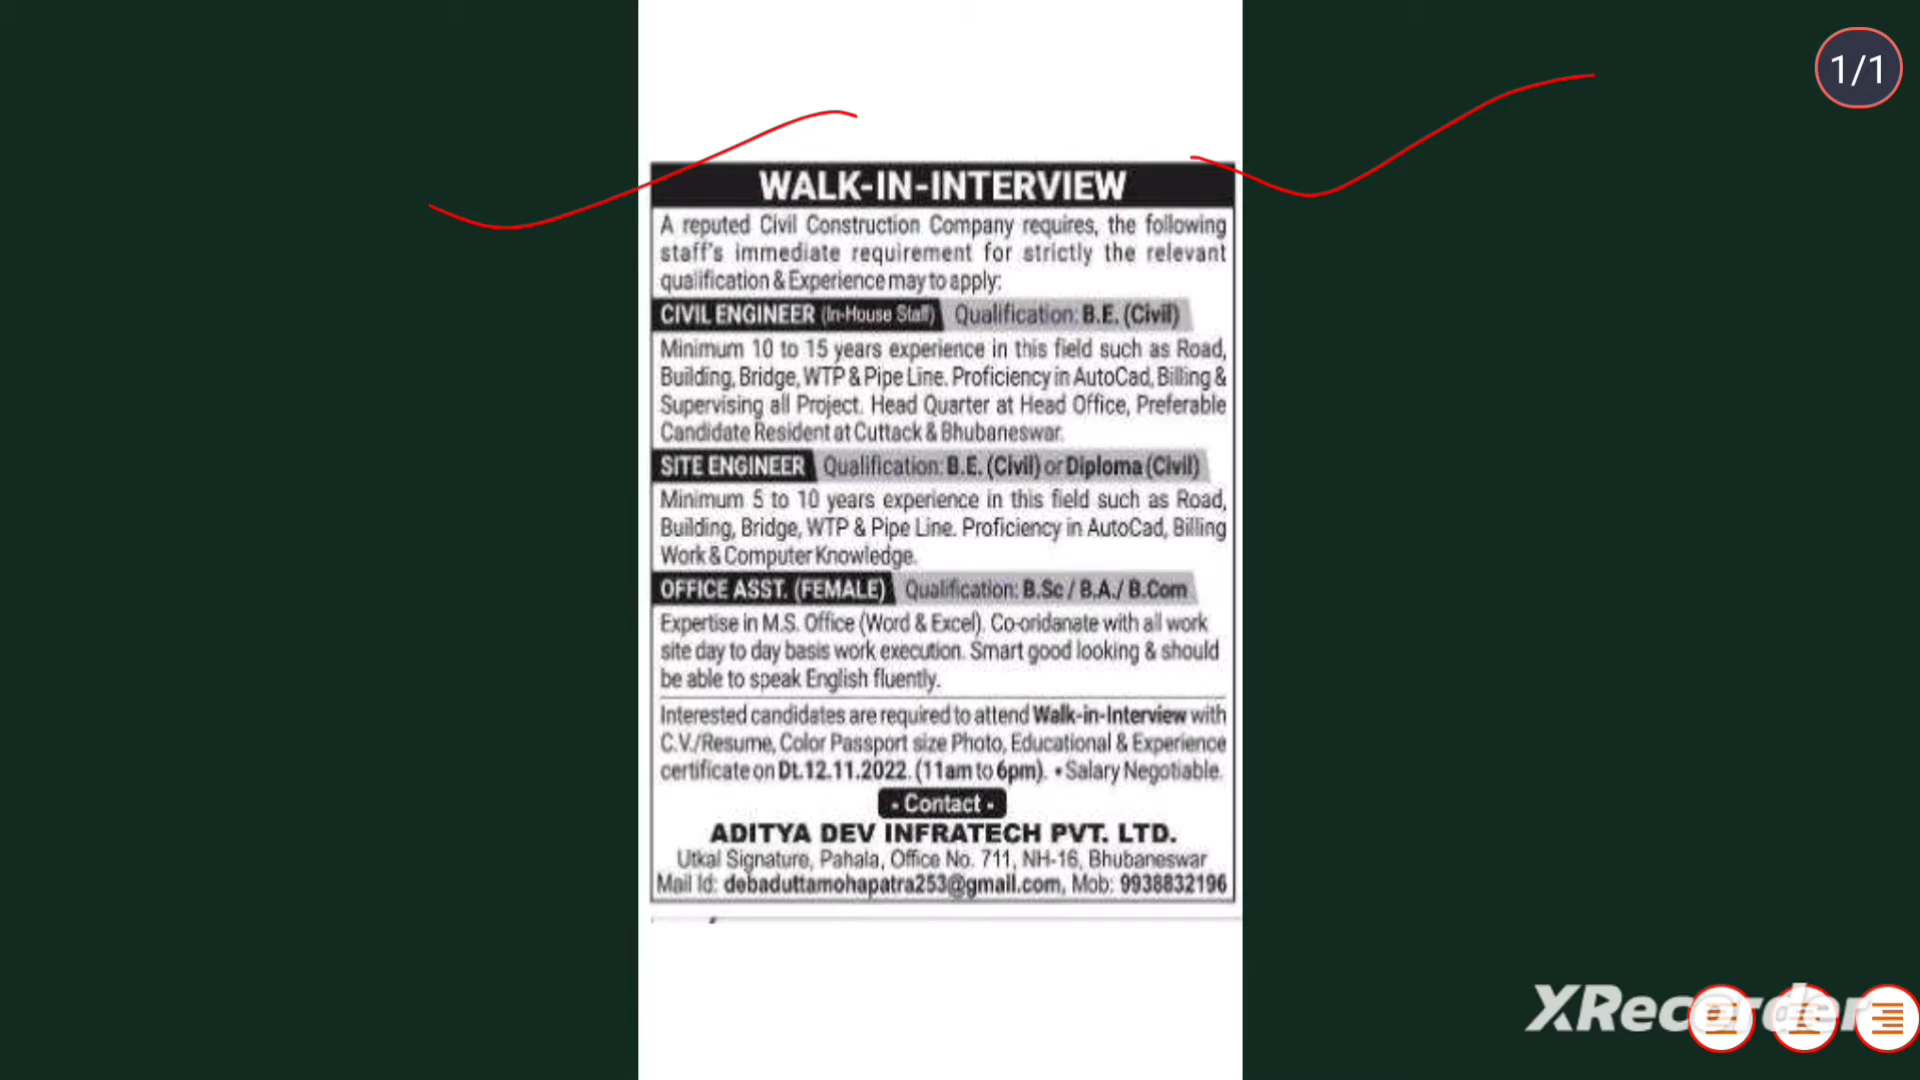 1/1
WALK-IN-INTERVIEW
A reputed Civil Construction Company requires, the following
staff's immediate requirement for strictly the relevant
qualification & Experience may to apply:
CIVIL ENGINEER (In-House Staff) Qualification: B.E. (Civil)
Minimum 10 to 15 years experience in this field such as Road,
Building, Bridge, WTP & Pipe Line. Proficiency in AutoCad, Billing &
Supervising all Project. Head Quarter at Head Office, Preferable
Candidate Resident at Cuttack & Bhubaneswar.
SITE ENGINEER Qualification: B.E. (Civil) or Diploma (Civil)
Minimum 5 to 10 years experience in this field such as Road,
Building, Bridge, WTP & Pipe Line. Proficiency in AutoCad, Billing
Work & Computer Knowledge.
OFFICE ASST. (FEMALE) Qualification: B.Sc / B.A./ B.Com
Expertise in M.S. Office (Word & Excel). Co-oridanate with all work
site day to day basis work execution. Smart good looking & should
be able to speak English fluently.
Interested candidates are required to attend Walk-in-Interview with
C.V./Resume, Color Passport size Photo, Educational & Experience
certificate on Dt.12.11.2022. (11am to 6pm). • Salary Negotiable.
- Contact -
ADITYA DEV INFRATECH PVT. LTD.
Utkal Signature, Pahala, Office No. 711, NH-16, Bhubaneswar
Mail Id: debaduttamohapatra253@gmail.com, Mob: 9938832196
XRecorder